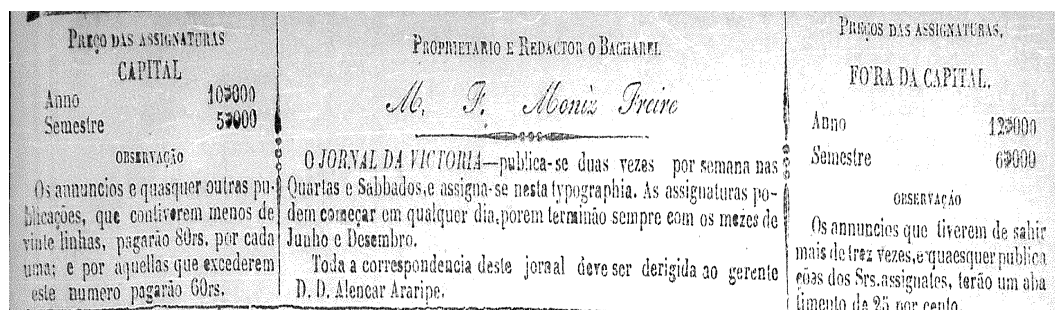 PREÇO DAS ASSIGNATURAS
CAPITAL
Anno 10$000
Semestre 5$000
OBSERVAÇÃO
Os annuncios e quasquer outras pu-
blicações, que contiverem menos de
vinte linhas, pagarão 80rs. por cada
uma; e por aquellas que excederem
este numero pagarão 60rs.
PROPRIETARIO E REDACTOR O BACHAREL
M. F. Moniz Freire
O JORNAL DA VICTORIA—publica-se duas vezes por semana nas
Quartas e Sabbados, e assigna-se nesta typographia. As assignaturas po-
dem começar em qualquer dia, porem terminão sempre com os mezes de
Junho e Desembro.
Toda a correspondencia deste jornal deve ser derigida ao gerente
D. D. Alencar Araripe.
PREÇOS DAS ASSIGNATURAS,
FO'RA DA CAPITAL.
Anno 12$000
Semestre 6$000
OBSERVAÇÃO
Os annuncios que tiverem de sahir
mais de trez vezes, e quaesquer publica
ções dos Srs. assignates, terão um aba
timento de 25 por cento.